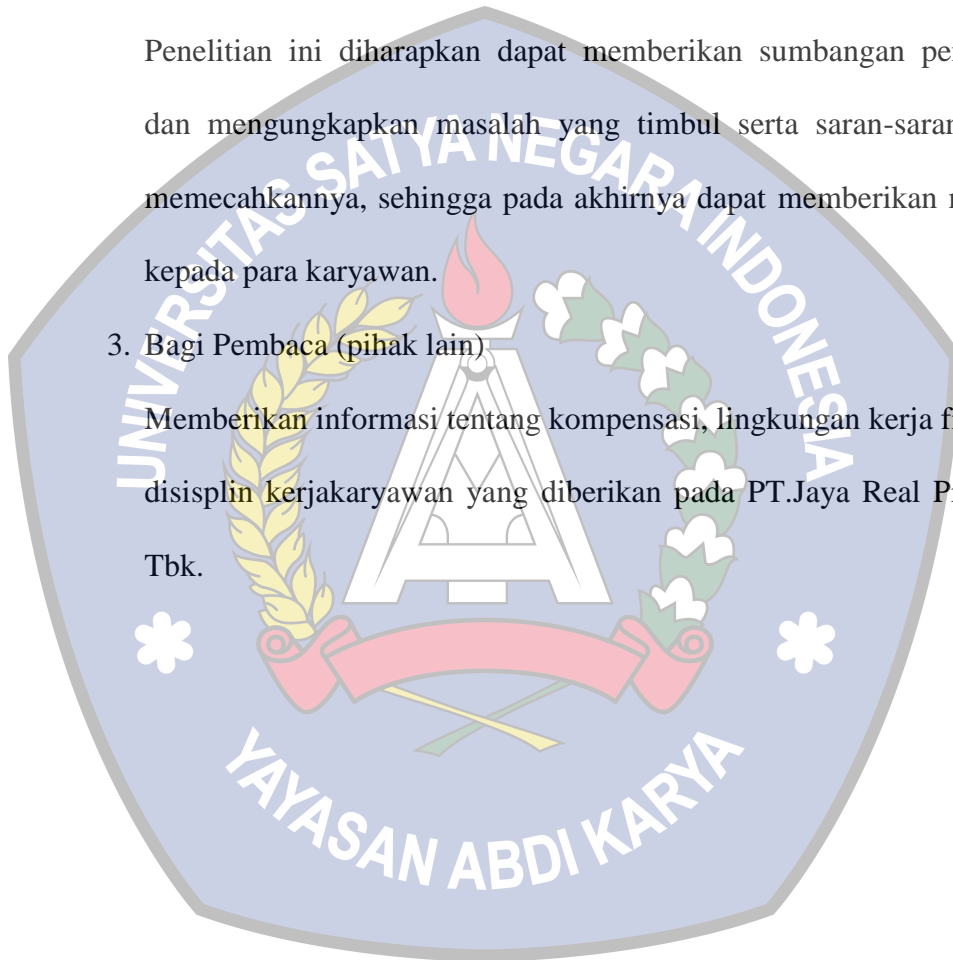 Penelitian ini diharapkan dapat memberikan sumbangan
dan mengungkapkan masalah yang timbul serta saran-saran
memecahkannya, sehingga pada akhirnya dapat memberikan
kepada para karyawan.
3. Bagi Pembaca (pihak lain)
Memberikan informasi tentang kompensasi, lingkungan kerja
disisplin kerjakaryawan yang diberikan pada PT.Jaya Real
Tbk.
UNIVERSITAS SATYA NEGARA INDONESIA
YAYASAN ABDI KARYA